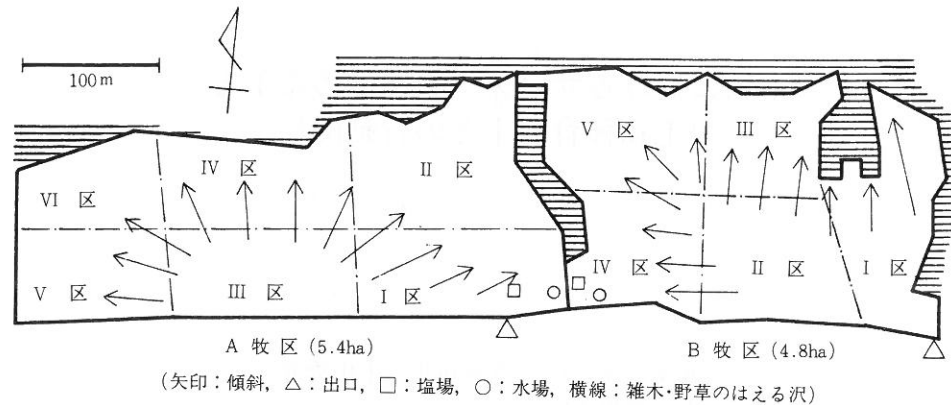 100m
V 区
III 区
IV 区
II 区
VI 区
IV 区
II 区
I 区
V 区
III 区
I 区
A 牧 区 (5.4ha)
B 牧 区 (4.8ha)
(矢印:傾斜, △:出口, □:塩場, ○:水場, 横線:雑木・野草のはえる沢)